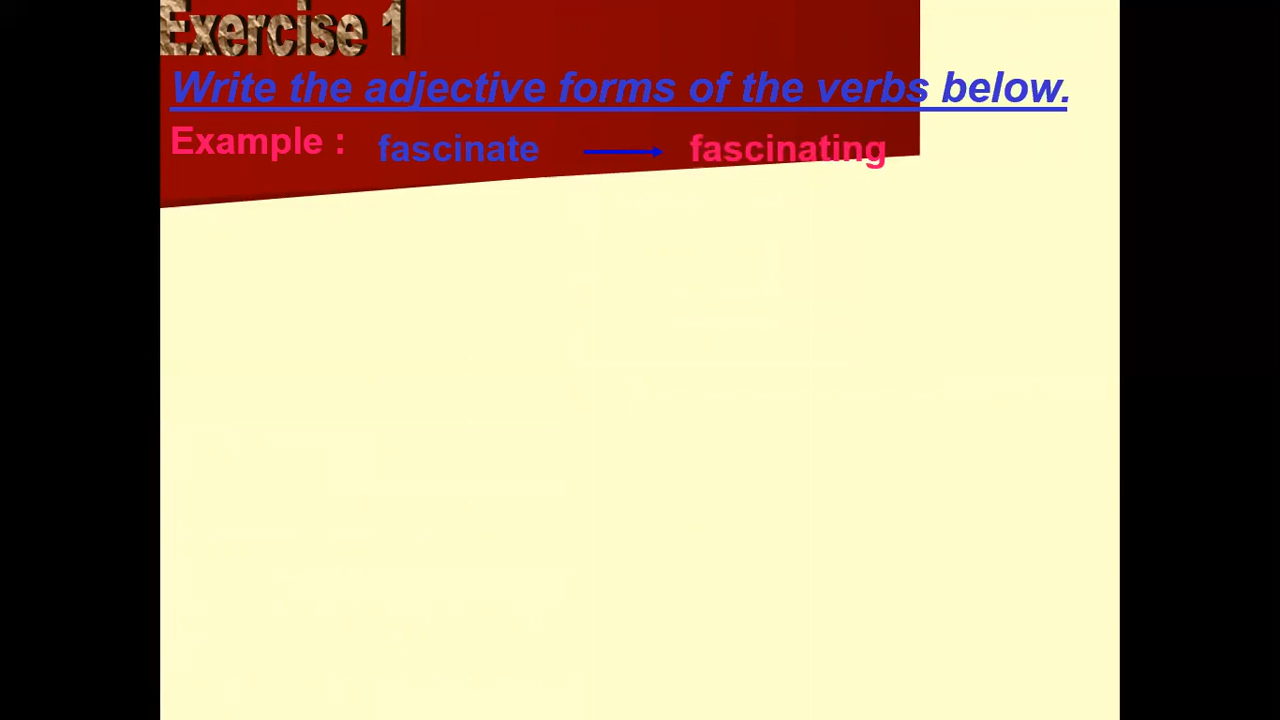 Exercise 1
Write the adjective forms of the verbs below.
Example : fascinate fascinating